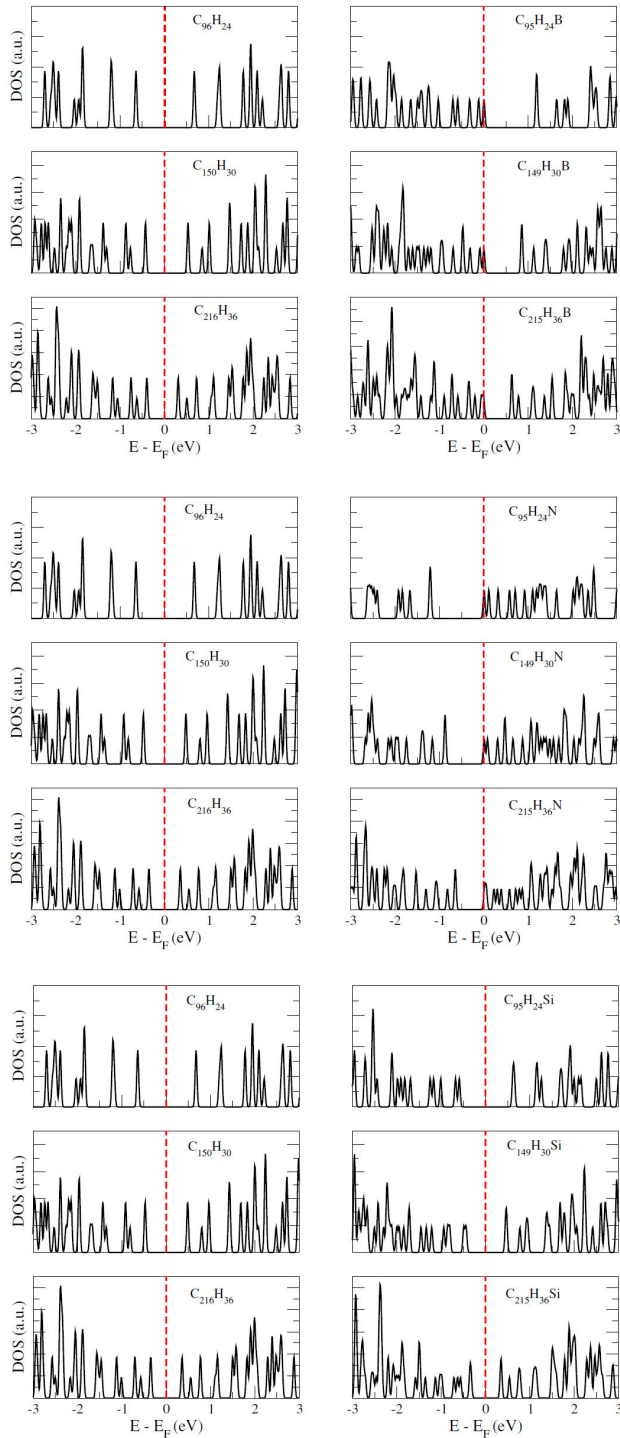 C96H24
C95H24B
DOS (a.u.)
C150H30
C149H30B
DOS (a.u.)
C216H36
C215H36B
DOS (a.u.)
-3 -2 -1 0 1 2 3
-3 -2 -1 0 1 2 3
E - EF (eV)
E - EF (eV)
C96H24
C95H24N
DOS (a.u.)
C150H30
C149H30N
DOS (a.u.)
C216H36
C215H36N
DOS (a.u.)
-3 -2 -1 0 1 2 3
-3 -2 -1 0 1 2 3
E - EF (eV)
E - EF (eV)
C96H24
C95H24Si
DOS (a.u.)
C150H30
C149H30Si
DOS (a.u.)
C216H36
C215H36Si
DOS (a.u.)
-3 -2 -1 0 1 2 3
-3 -2 -1 0 1 2 3
E - EF (eV)
E - EF (eV)